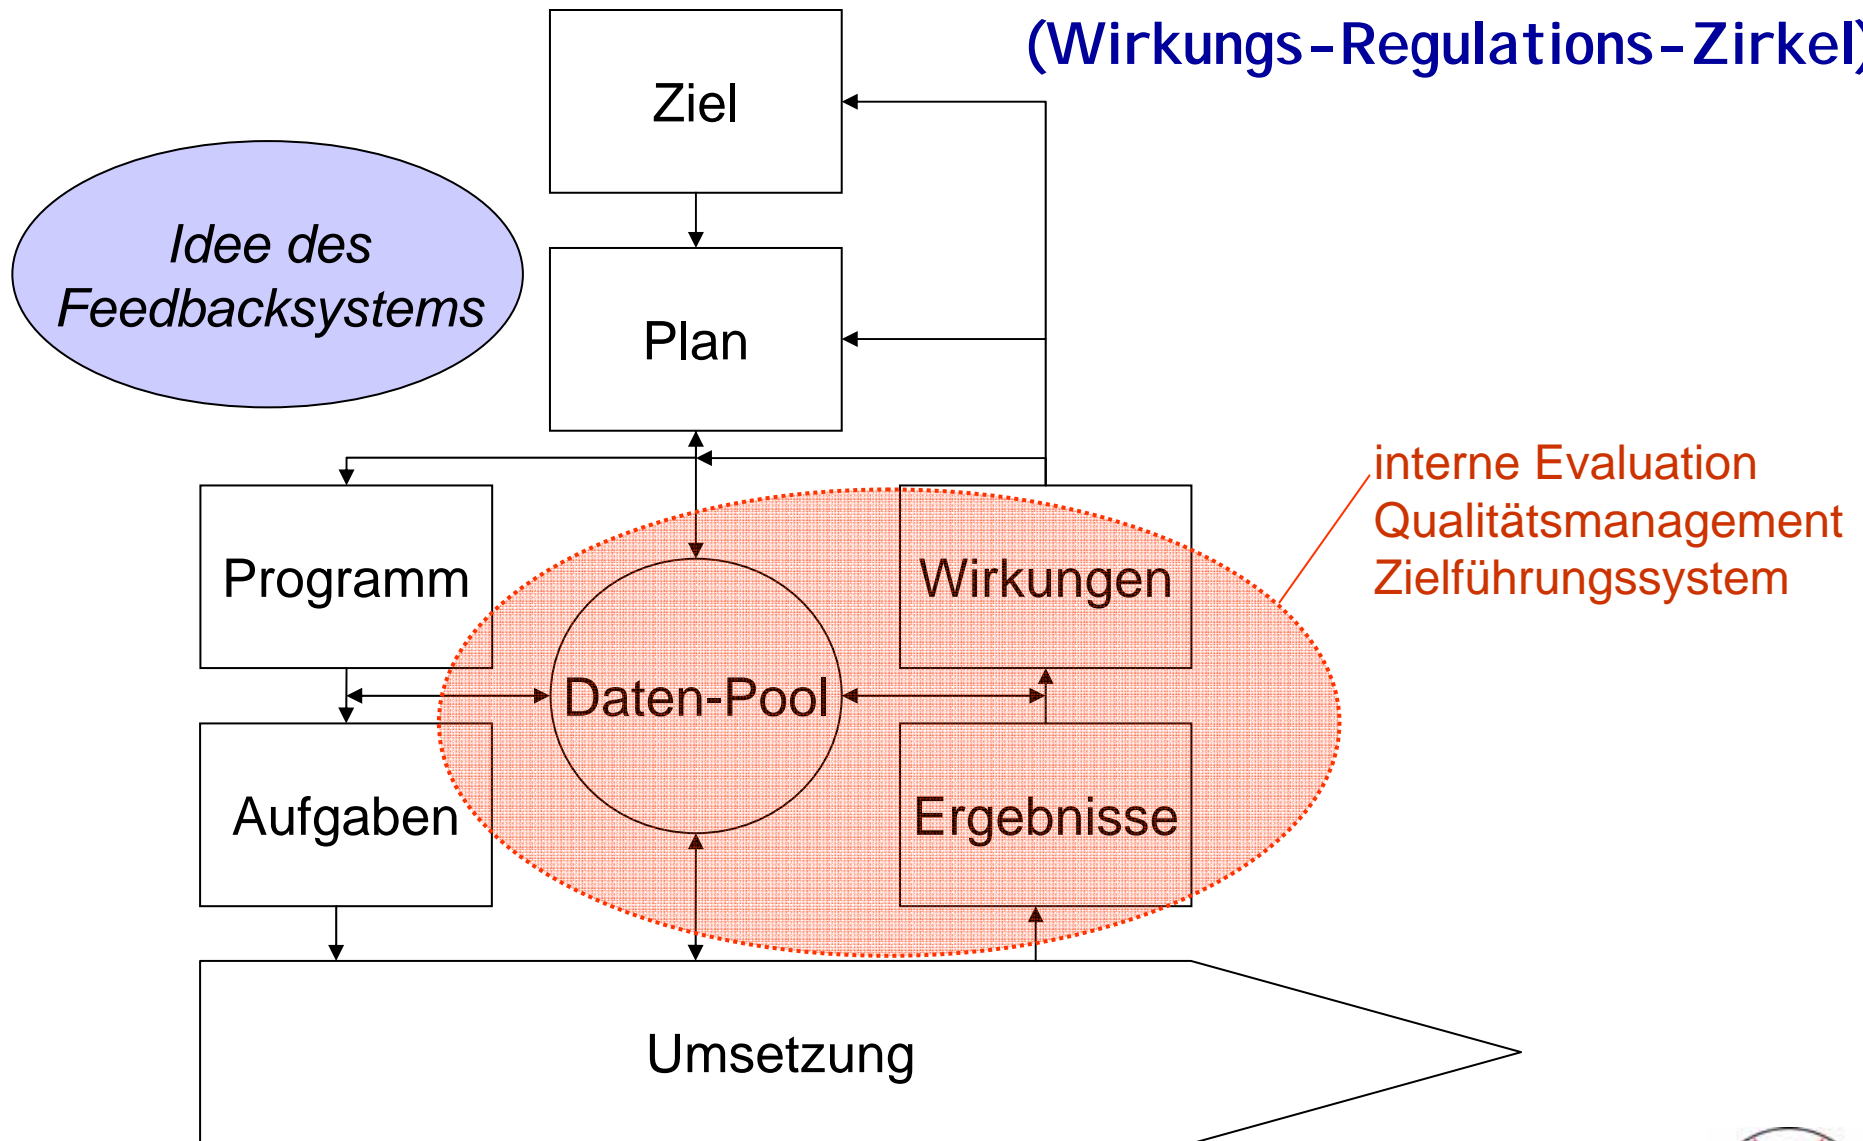 (Wirkungs-Regulations-Zirkel)
Ziel
Idee des
Feedbacksystems
Plan
interne Evaluation
Qualitätsmanagement
Zielführungssystem
Programm
Wirkungen
Daten-Pool
Aufgaben
Ergebnisse
Umsetzung